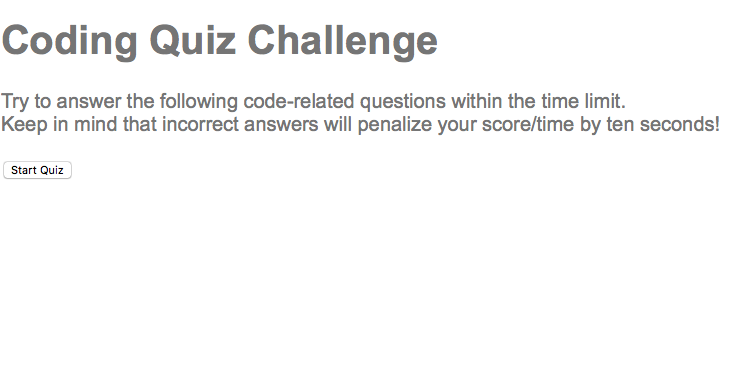 Coding Quiz Challenge
Try to answer the following code-related questions within the time limit.
Keep in mind that incorrect answers will penalize your score/time by ten seconds!
Start Quiz